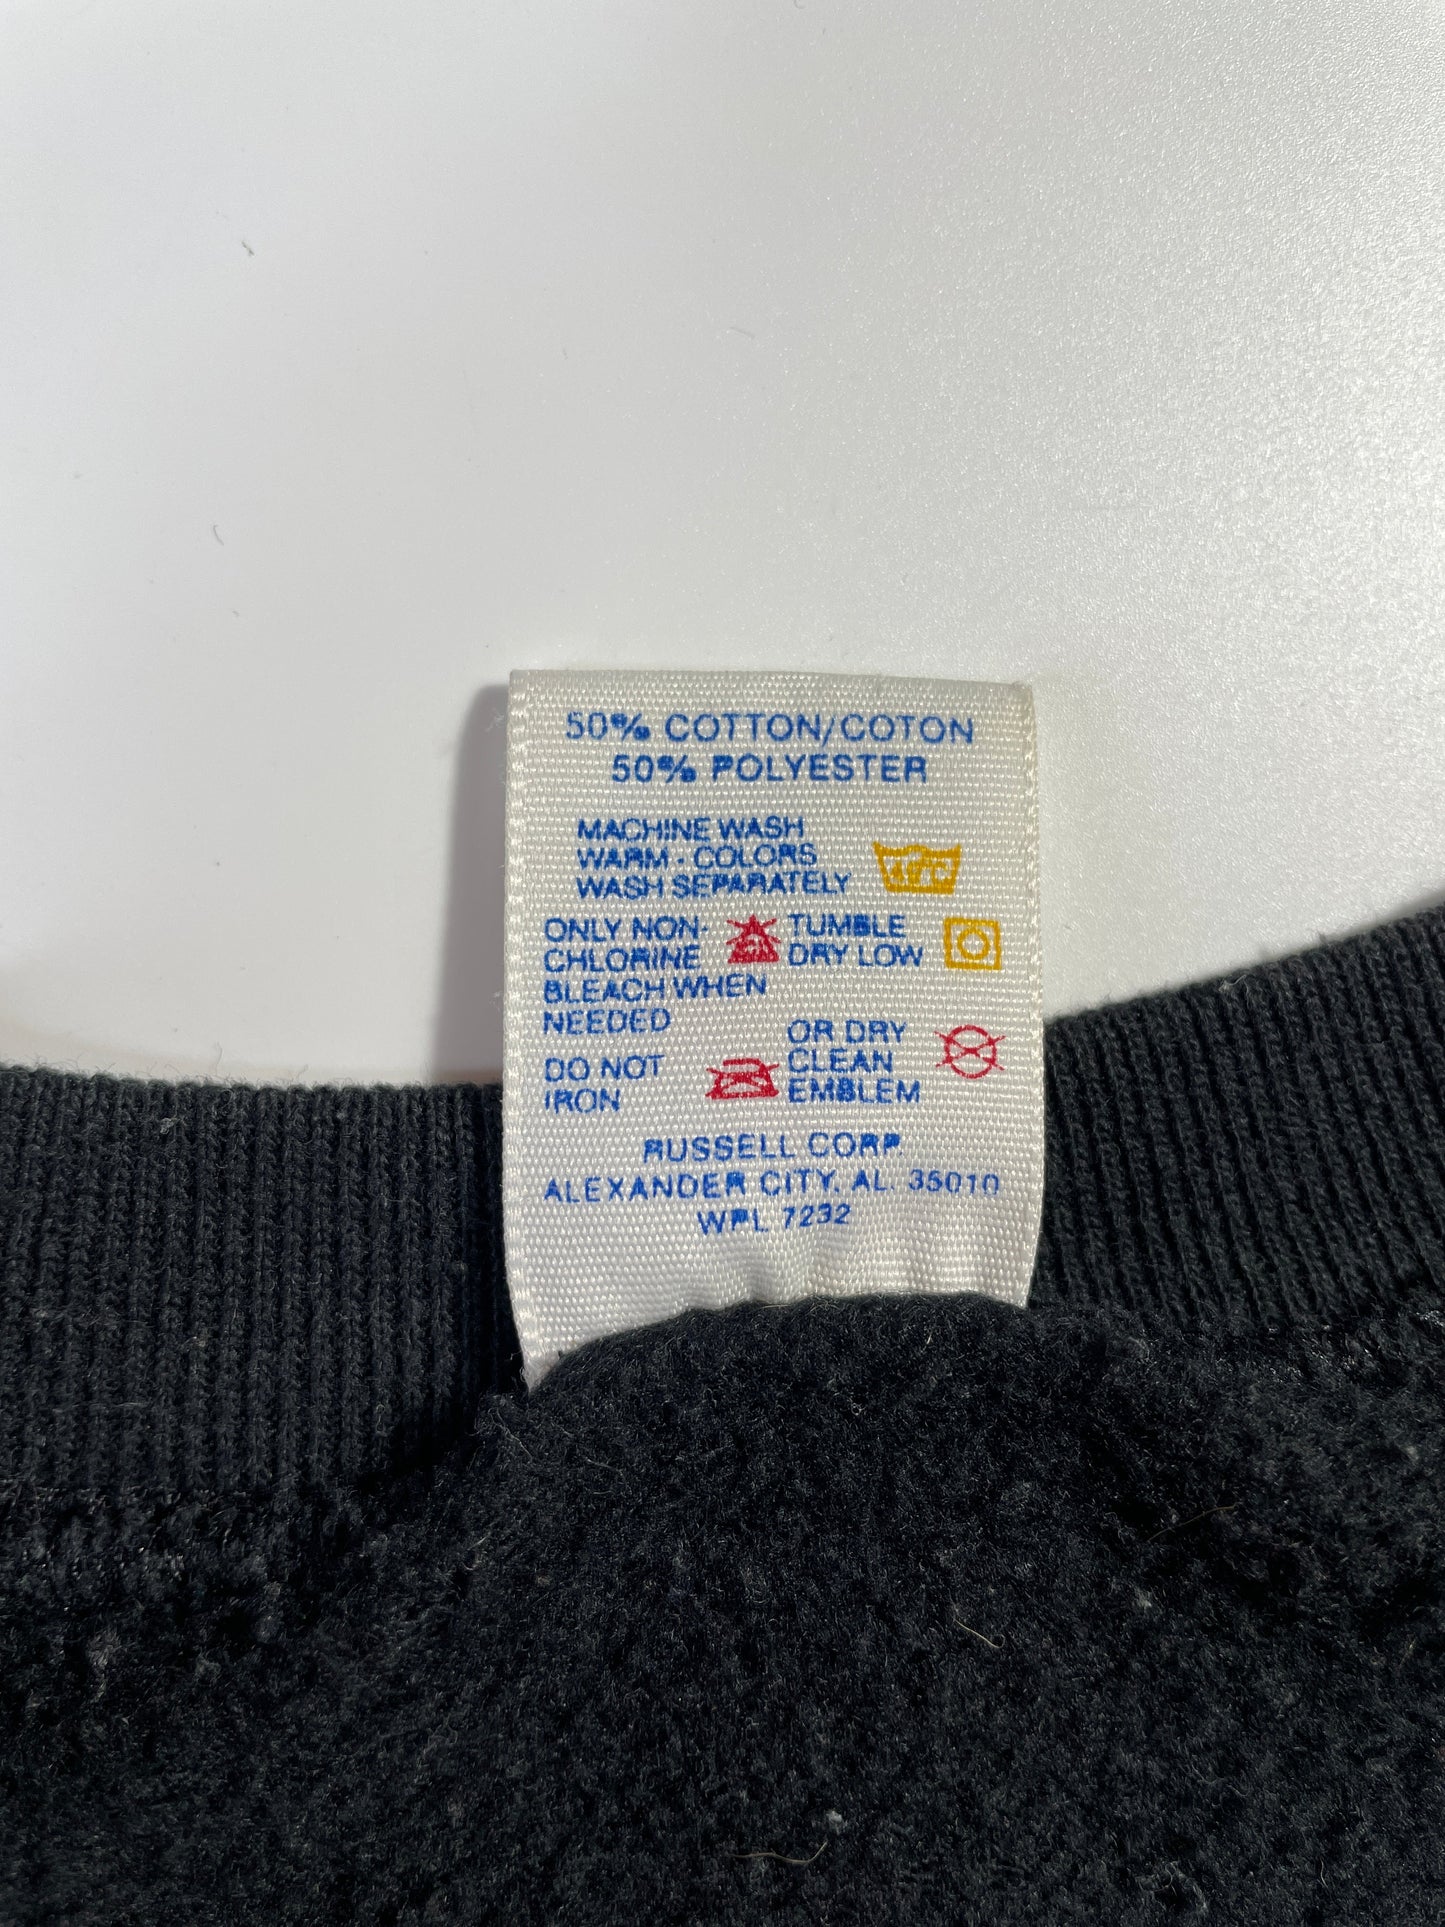 50% COTTON/COTON
50% POLYESTER
MACHINE WASH
WARM - COLORS
WASH SEPARATELY
ONLY NON-
CHLORINE
BLEACH WHEN
NEEDED
TUMBLE
DRY LOW
DO NOT
IRON
OR DRY
CLEAN
EMBLEM
RUSSELL CORP.
ALEXANDER CITY, AL. 35010
WPL 7232